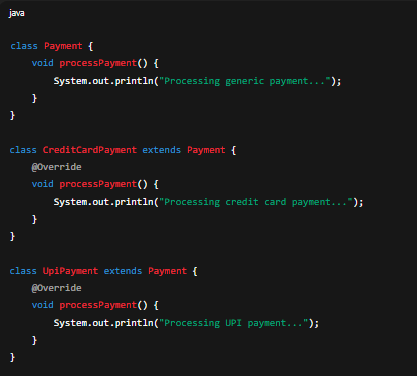 java
class Payment {
    void processPayment() {
        System.out.println("Processing generic payment...");
    }
}
class CreditCardPayment extends Payment {
    @Override
    void processPayment() {
        System.out.println("Processing credit card payment...");
    }
}
class UpiPayment extends Payment {
    @Override
    void processPayment() {
        System.out.println("Processing UPI payment...");
    }
}